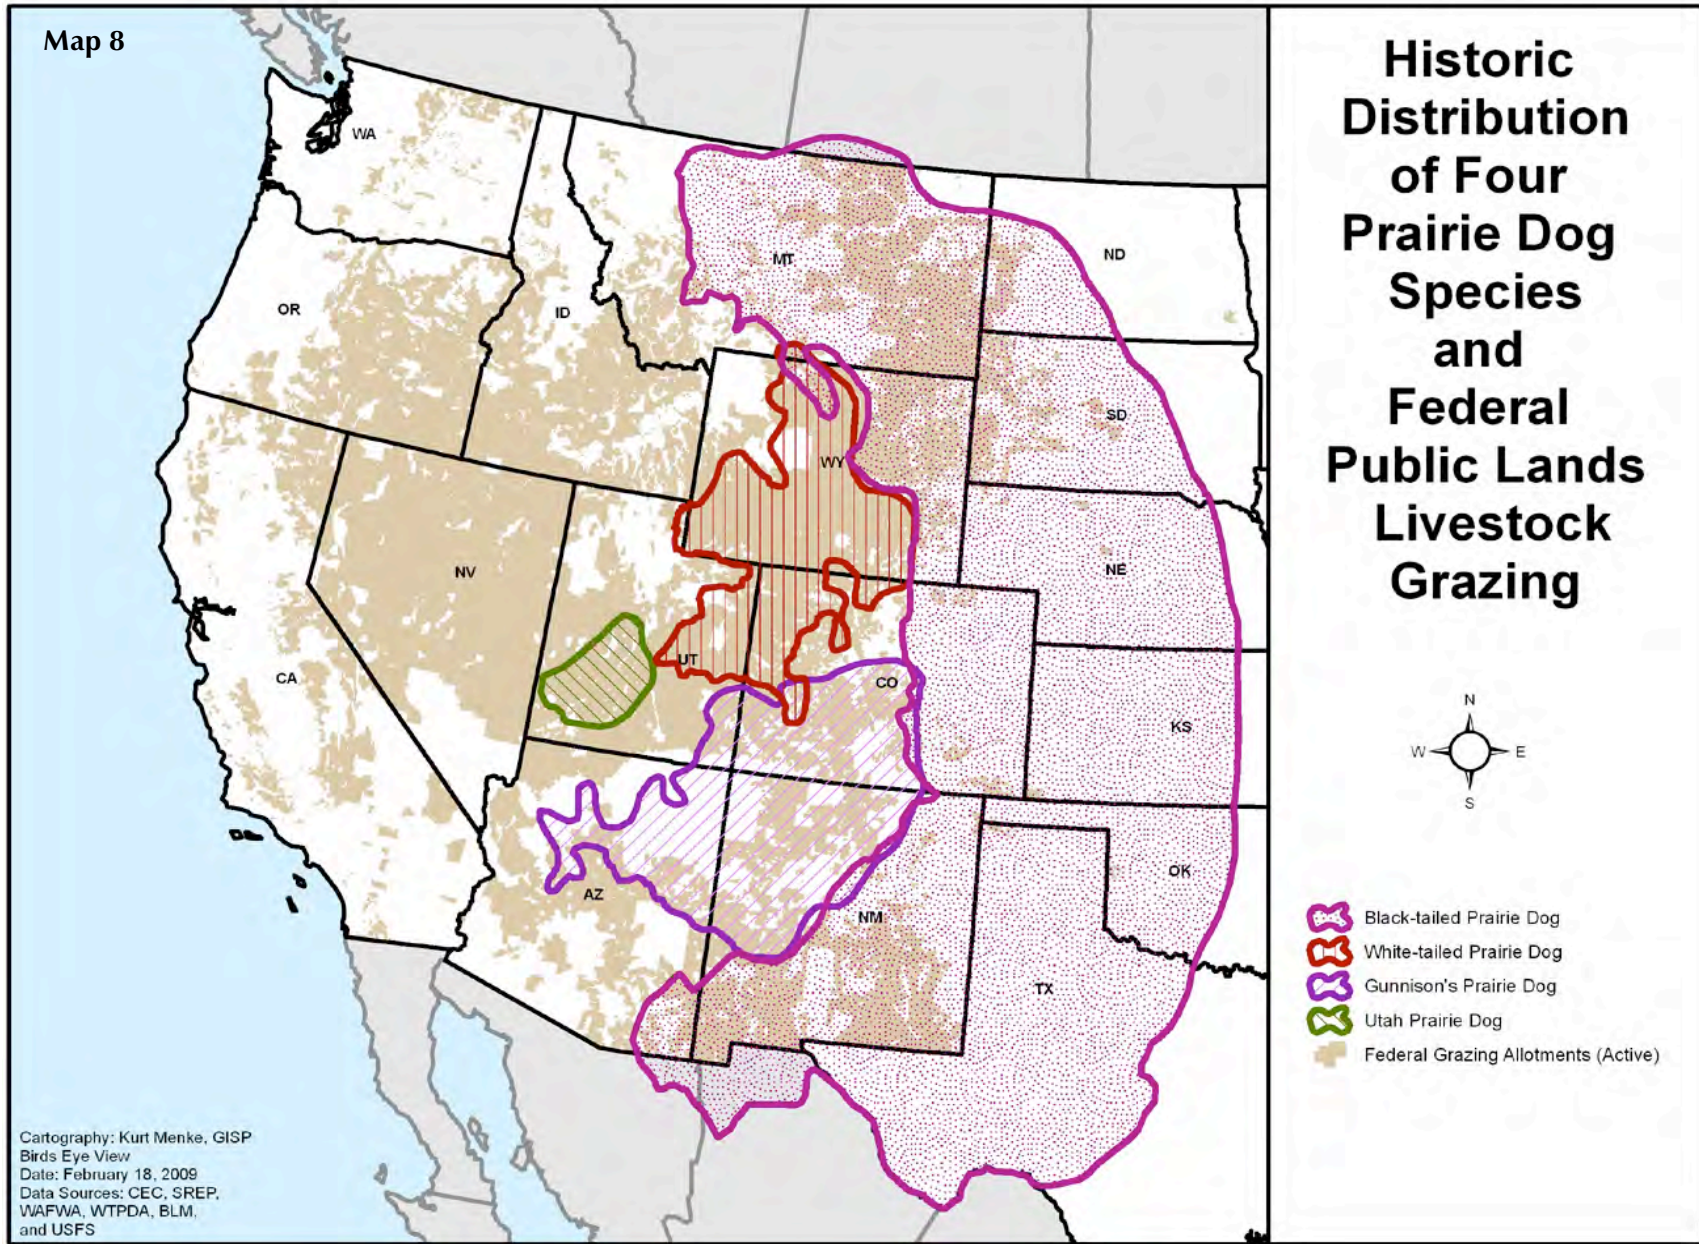 Map 8
Historic
Distribution
of Four
Prairie Dog
Species
and
Federal
Public Lands
Livestock
Grazing
WA
MT
ND
OR
ID
SD
WY
NV
NE
UT
CA
CO
KS
AZ
NM
OK
TX
N
W E
S
Black-tailed Prairie Dog
White-tailed Prairie Dog
Gunnison's Prairie Dog
Utah Prairie Dog
Federal Grazing Allotments (Active)
Cartography: Kurt Menke, GISP
Birds Eye View
Date: February 18, 2009
Data Sources: CEC, SREP,
WAFWA, WTPDA, BLM,
and USFS